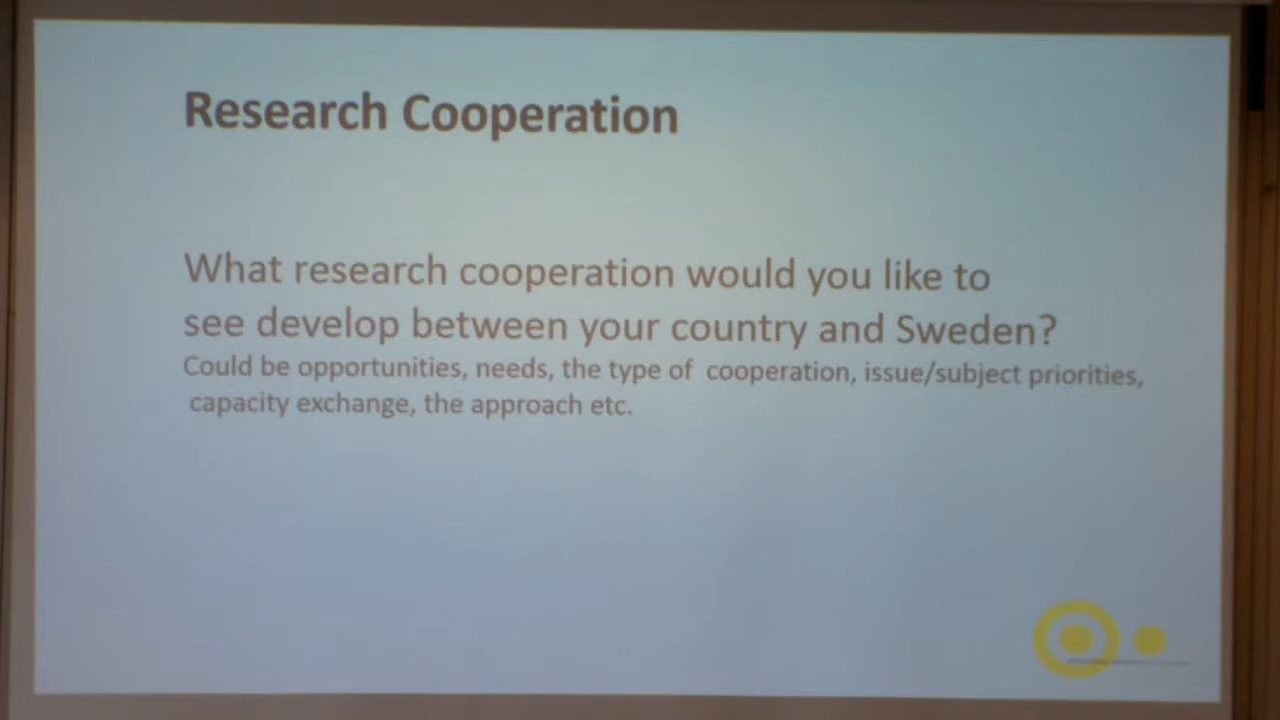 Research Cooperation
What research cooperation would you like to
see develop between your country and Sweden?
Could be opportunities, needs, the type of cooperation, issue/subject priorities,
capacity exchange, the approach etc.